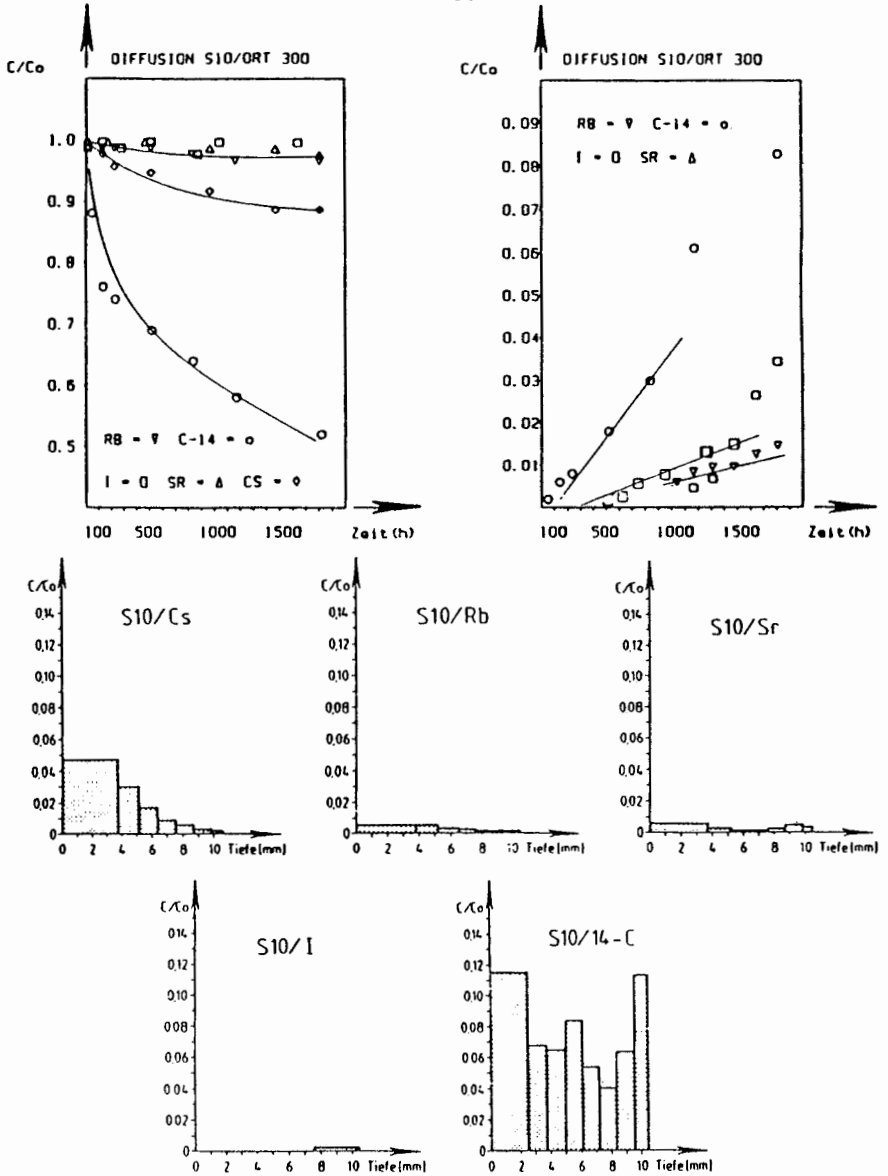 DIFFUSION S10/ORT 300
C/Co
1.0
0.9
0.8
0.7
0.6
0.5
RB = ▽ C-14 = o
I = □ SR = △ CS = ◇
100 500 1000 1500 Zeit(h)
DIFFUSION S10/ORT 300
C/Co
0.09
0.08
0.07
0.06
0.05
0.04
0.03
0.02
0.01
RB = ▽ C-14 = o.
I = □ SR = △
100 500 1000 1500 Zeit(h)
C/Co
S10/Cs
0,14
0,12
0,10
0,08
0,06
0,04
0,02
0
0 2 4 6 8 10 Tiefe(mm)
C/Co
S10/Rb
0,14
0,12
0,10
0,08
0,06
0,04
0,02
0
0 2 4 6 8 10 Tiefe(mm)
C/Co
S10/Sr
0,14
0,12
0,10
0,08
0,06
0,04
0,02
0
0 2 4 6 8 10 Tiefe(mm)
C/Co
S10/I
0,14
0,12
0,10
0,08
0,06
0,04
0,02
0
0 2 4 6 8 10 Tiefe(mm)
C/Co
S10/14-C
0,14
0,12
0,10
0,08
0,06
0,04
0,02
0
0 2 4 6 8 10 Tiefe(mm)